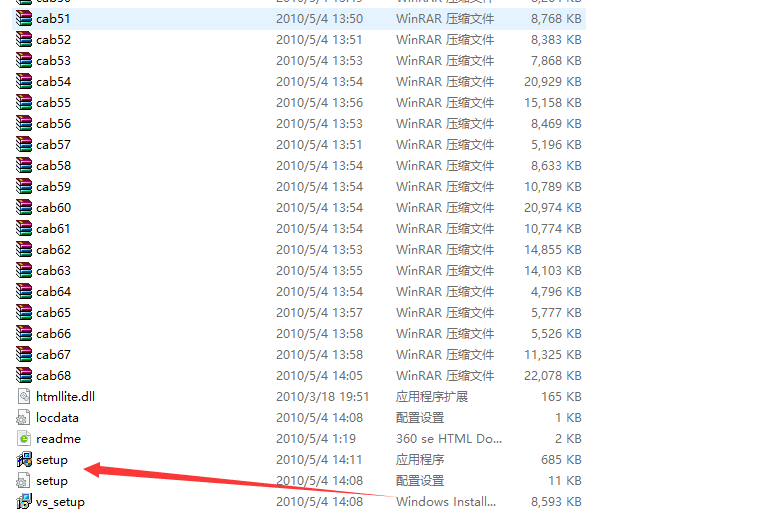 cab51 2010/5/4 13:50 WinRAR 压缩文件 8,768 KB
cab52 2010/5/4 13:51 WinRAR 压缩文件 8,383 KB
cab53 2010/5/4 13:53 WinRAR 压缩文件 7,868 KB
cab54 2010/5/4 13:54 WinRAR 压缩文件 20,929 KB
cab55 2010/5/4 13:56 WinRAR 压缩文件 15,158 KB
cab56 2010/5/4 13:53 WinRAR 压缩文件 8,469 KB
cab57 2010/5/4 13:51 WinRAR 压缩文件 5,196 KB
cab58 2010/5/4 13:54 WinRAR 压缩文件 8,633 KB
cab59 2010/5/4 13:54 WinRAR 压缩文件 10,789 KB
cab60 2010/5/4 13:54 WinRAR 压缩文件 20,974 KB
cab61 2010/5/4 13:54 WinRAR 压缩文件 10,774 KB
cab62 2010/5/4 13:53 WinRAR 压缩文件 14,855 KB
cab63 2010/5/4 13:55 WinRAR 压缩文件 14,103 KB
cab64 2010/5/4 13:54 WinRAR 压缩文件 4,796 KB
cab65 2010/5/4 13:57 WinRAR 压缩文件 5,777 KB
cab66 2010/5/4 13:58 WinRAR 压缩文件 5,526 KB
cab67 2010/5/4 13:58 WinRAR 压缩文件 11,325 KB
cab68 2010/5/4 14:05 WinRAR 压缩文件 22,078 KB
htmllite.dll 2010/3/18 19:51 应用程序扩展 165 KB
locdata 2010/5/4 14:08 配置设置 1 KB
readme 2010/5/4 1:19 360 se HTML Do... 2 KB
setup 2010/5/4 14:11 应用程序 685 KB
setup 2010/5/4 14:08 配置设置 11 KB
vs_setup 2010/5/4 14:08 Windows Install... 8,593 KB